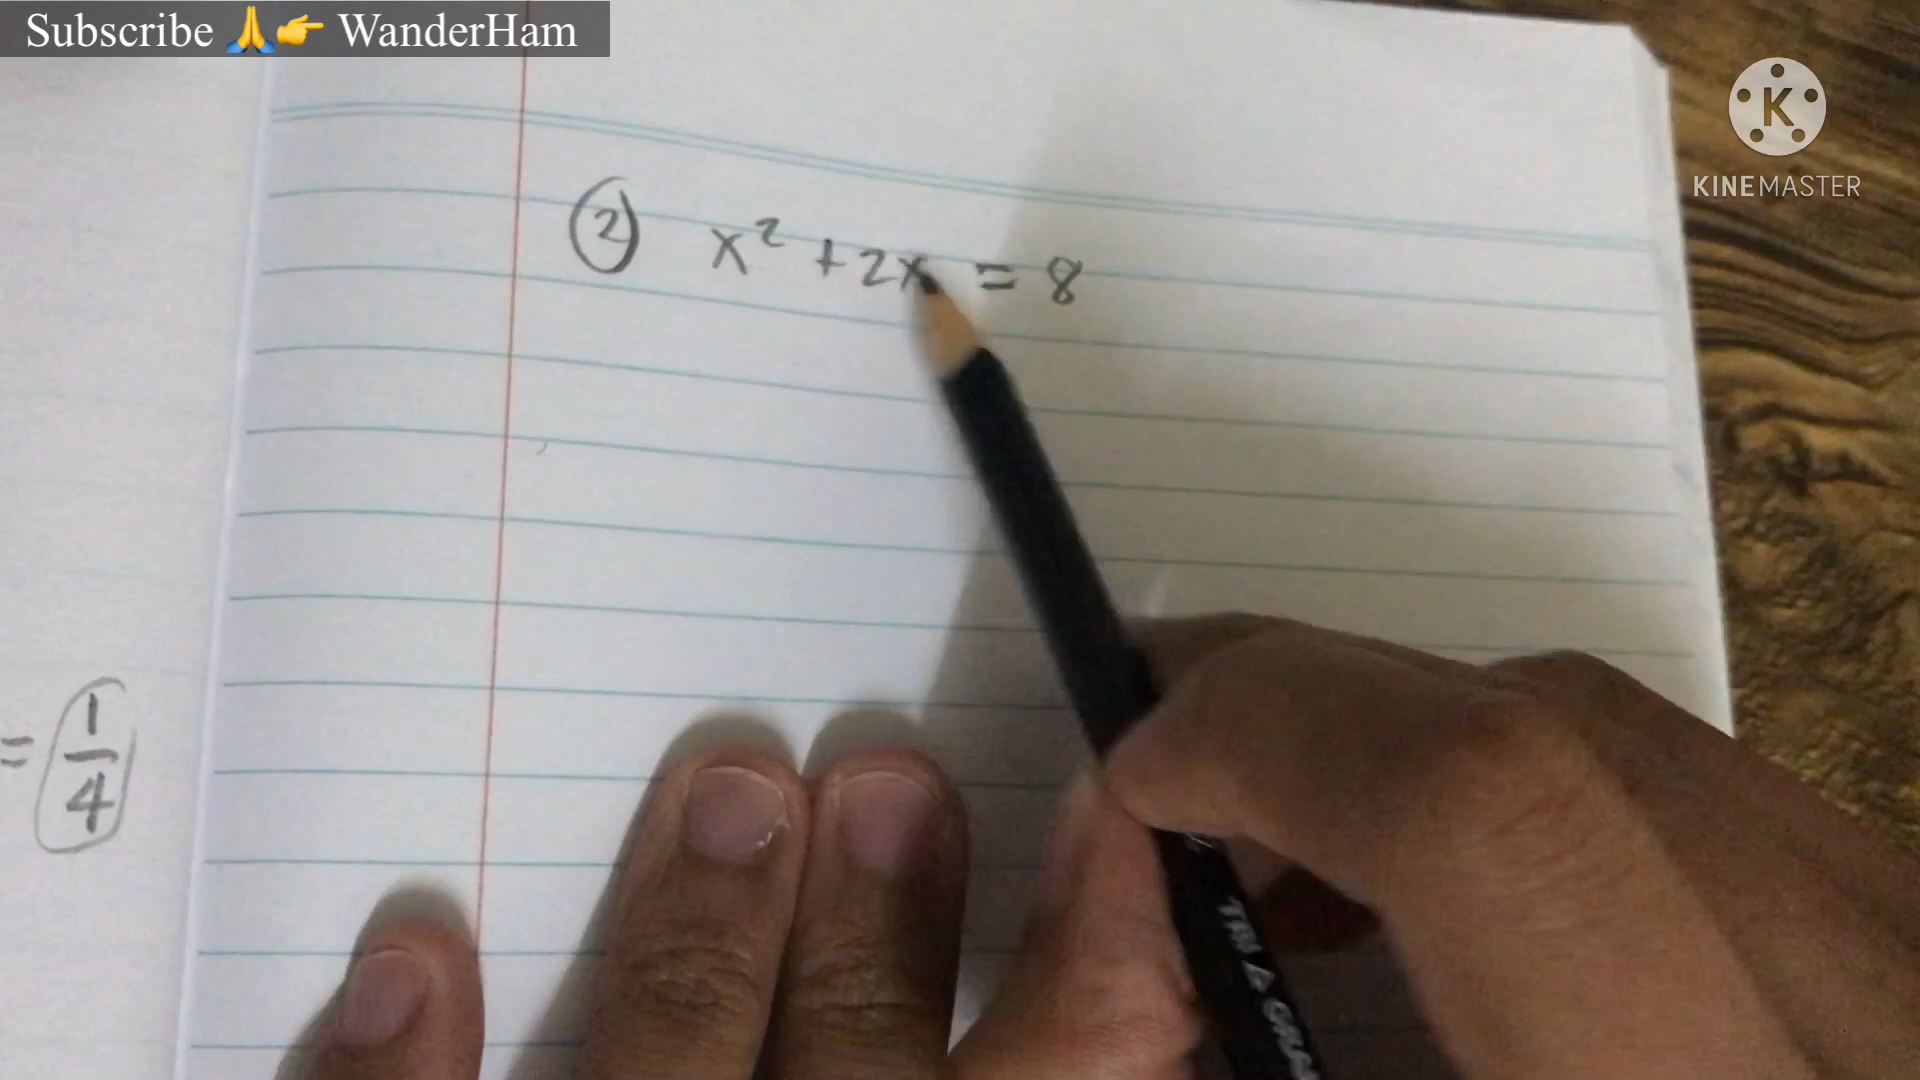 Subscribe 🙏👉 WanderHam
K
KINEMASTER
② x² + 2x = 8
= 1/4